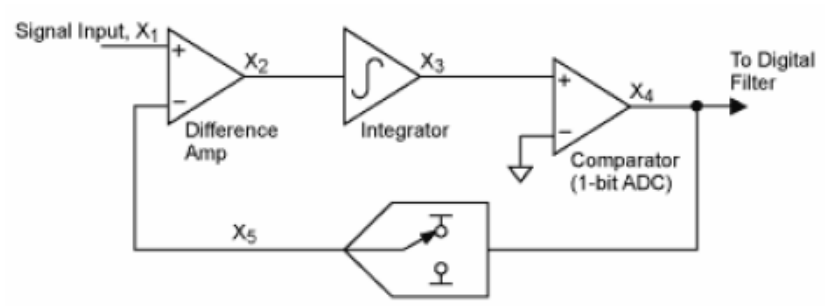 Signal Input, X1
X2
X3
X4
To Digital
Filter
+
−
Difference
Amp
Integrator
+
−
Comparator
(1-bit ADC)
X5